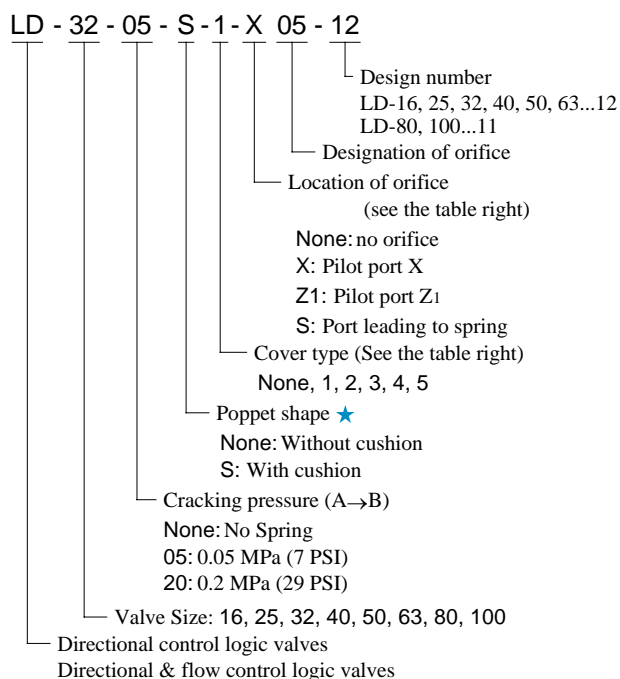 LD - 32 - 05 - S - 1 - X 05 - 12
Design number
LD-16, 25, 32, 40, 50, 63...12
LD-80, 100...11
Designation of orifice
Location of orifice
(see the table right)
None: no orifice
X: Pilot port X
Z1: Pilot port Z1
S: Port leading to spring
Cover type (See the table right)
None, 1, 2, 3, 4, 5
Poppet shape ★
None: Without cushion
S: With cushion
Cracking pressure (A→B)
None: No Spring
05: 0.05 MPa (7 PSI)
20: 0.2 MPa (29 PSI)
Valve Size: 16, 25, 32, 40, 50, 63, 80, 100
Directional control logic valves
Directional & flow control logic valves